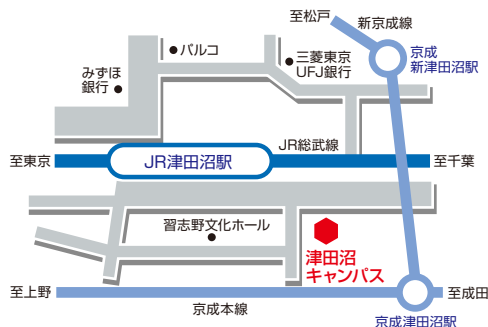 至松戸
新京成線
京成
新津田沼駅
パルコ
三菱東京
UFJ銀行
みずほ
銀行
JR総武線
至東京
JR津田沼駅
至千葉
習志野文化ホール
津田沼
キャンパス
至上野
京成本線
至成田
京成津田沼駅